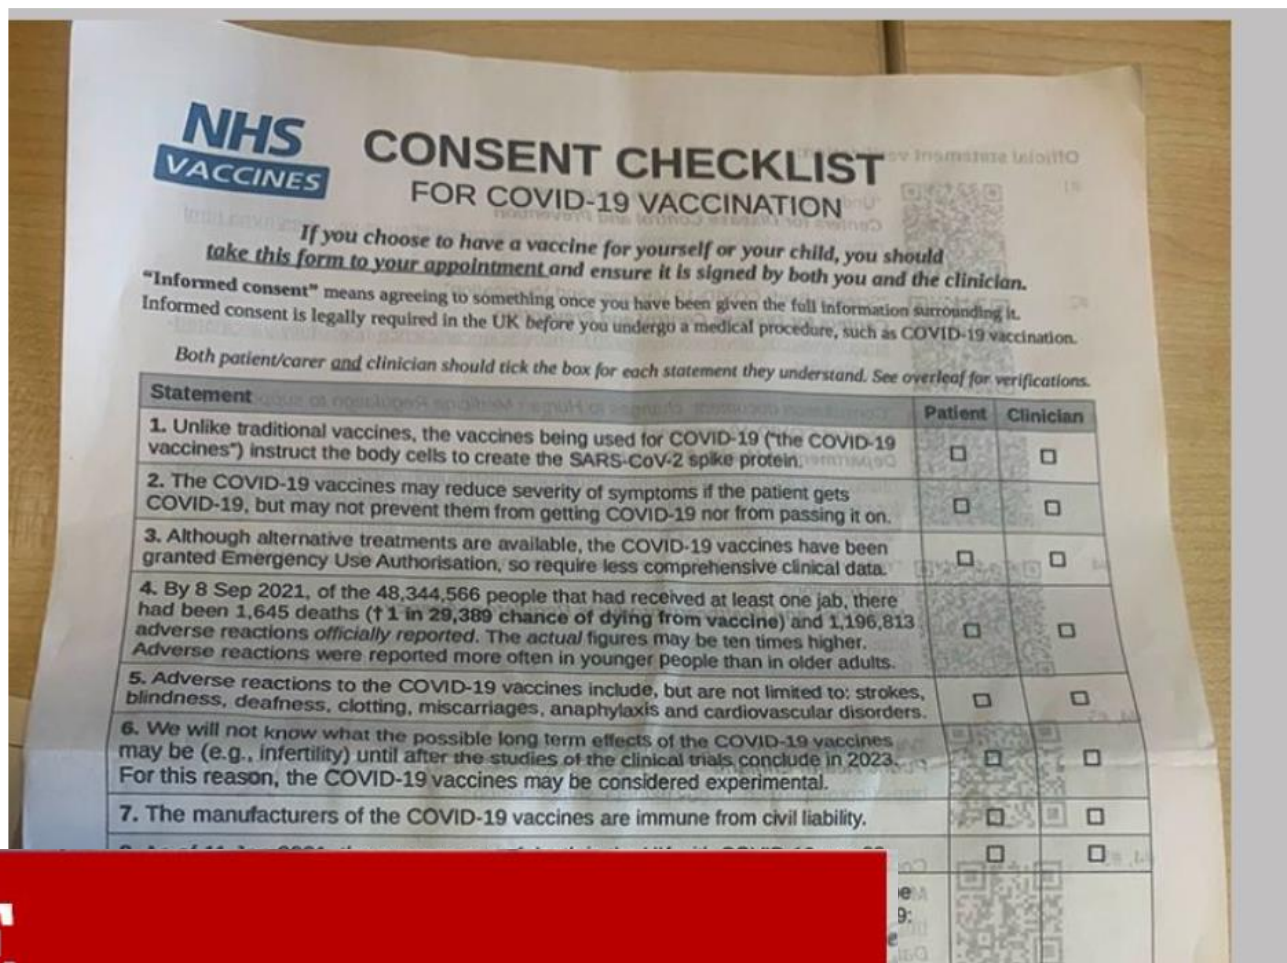 NHS
VACCINES
CONSENT CHECKLIST
FOR COVID-19 VACCINATION
If you choose to have a vaccine for yourself or your child, you should
take this form to your appointment and ensure it is signed by both you and the clinician.
"Informed consent" means agreeing to something once you have been given the full information surrounding it.
Informed consent is legally required in the UK before you undergo a medical procedure, such as COVID-19 vaccination.
Both patient/carer and clinician should tick the box for each statement they understand. See overleaf for verifications.
Statement Patient Clinician
1. Unlike traditional vaccines, the vaccines being used for COVID-19 ("the COVID-19
vaccines") instruct the body cells to create the SARS-CoV-2 spike protein.
2. The COVID-19 vaccines may reduce severity of symptoms if the patient gets
COVID-19, but may not prevent them from getting COVID-19 nor from passing it on.
3. Although alternative treatments are available, the COVID-19 vaccines have been
granted Emergency Use Authorisation, so require less comprehensive clinical data.
4. By 8 Sep 2021, of the 48,344,566 people that had received at least one jab, there
had been 1,645 deaths († 1 in 29,389 chance of dying from vaccine) and 1,196,813
adverse reactions officially reported. The actual figures may be ten times higher.
Adverse reactions were reported more often in younger people than in older adults.
5. Adverse reactions to the COVID-19 vaccines include, but are not limited to: strokes,
blindness, deafness, clotting, miscarriages, anaphylaxis and cardiovascular disorders.
6. We will not know what the possible long term effects of the COVID-19 vaccines
may be (e.g., infertility) until after the studies of the clinical trials conclude in 2023.
For this reason, the COVID-19 vaccines may be considered experimental.
7. The manufacturers of the COVID-19 vaccines are immune from civil liability.